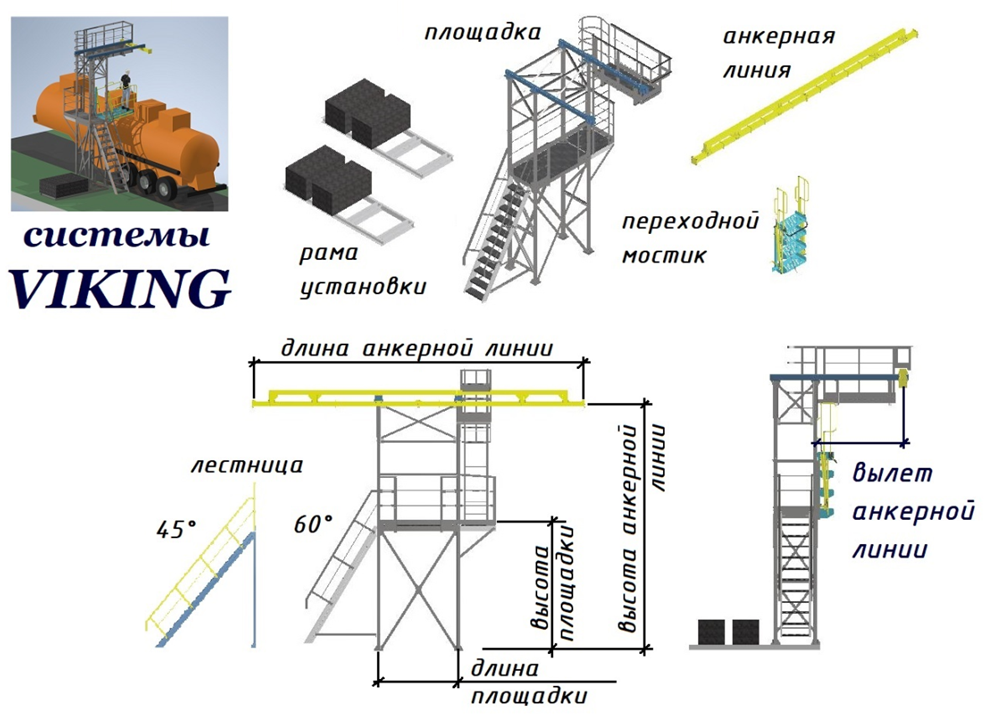 площадка
анкерная
линия
системы
VIKING
рама
установки
переходной
мостик
длина анкерной линии
лестница
45°
60°
высота
площадки
высота анкерной
линии
длина
площадки
вылет
анкерной
линии